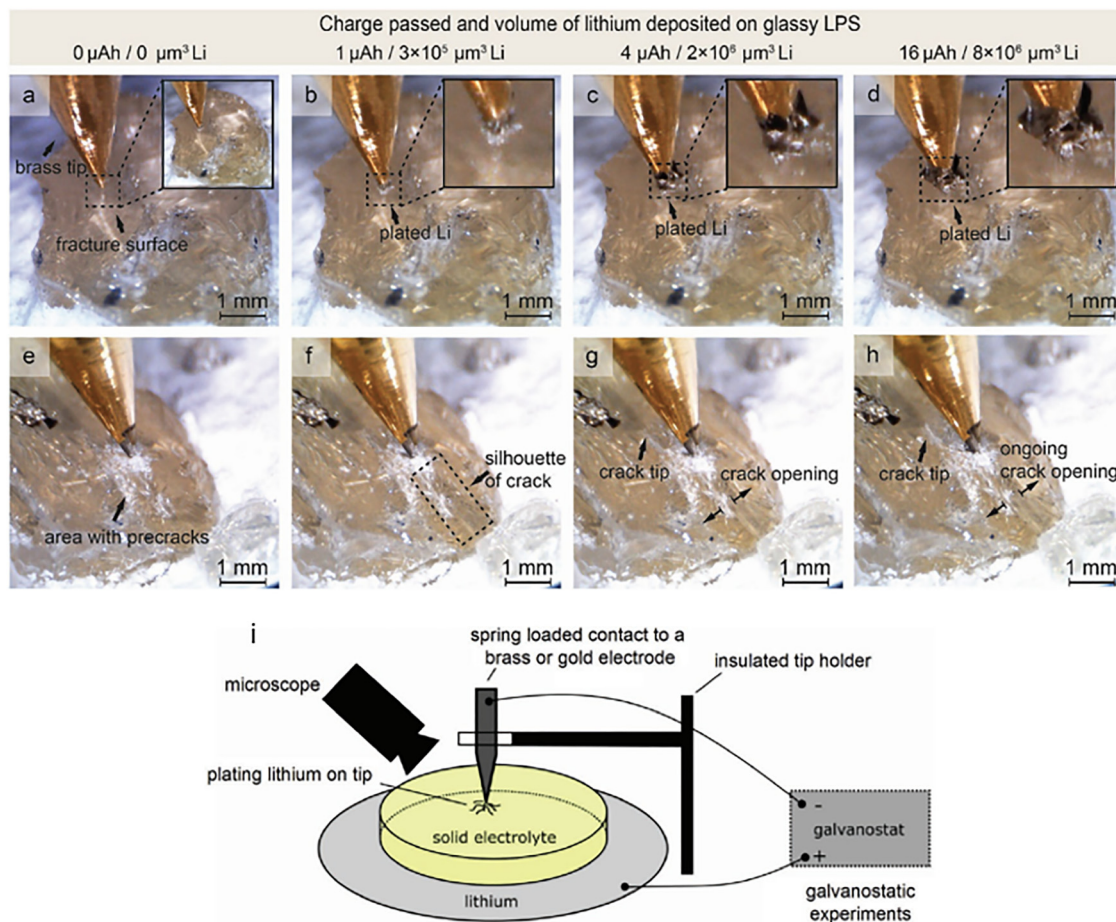 Charge passed and volume of lithium deposited on glassy LPS
0 µAh / 0 µm³ Li
1 µAh / 3×10⁵ µm³ Li
4 µAh / 2×10⁶ µm³ Li
16 µAh / 8×10⁶ µm³ Li
a
brass tip
fracture surface
1 mm
b
plated Li
1 mm
c
plated Li
1 mm
d
plated Li
1 mm
e
area with precracks
1 mm
f
silhouette
of crack
1 mm
g
crack tip
crack opening
1 mm
h
crack tip
ongoing
crack opening
1 mm
i
spring loaded contact to a
brass or gold electrode
insulated tip holder
microscope
plating lithium on tip
solid electrolyte
lithium
-
galvanostat
+
galvanostatic
experiments